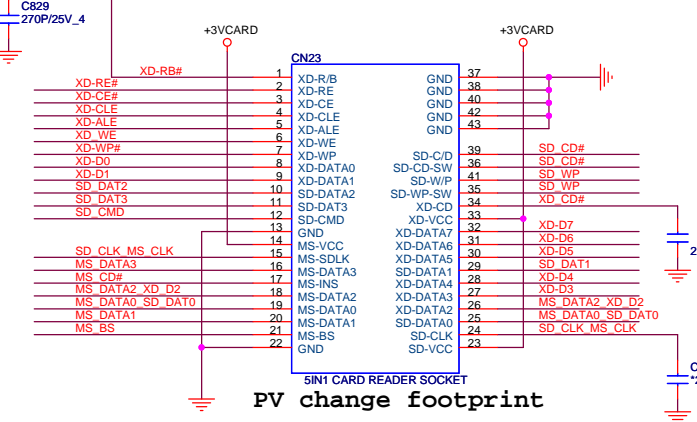 C829
270P/25V_4
+3VCARD
+3VCARD
CN23
XD-RB# 1 XD-R/B GND 37
XD-RE# 2 XD-RE GND 38
XD-CE# 3 XD-CE GND 40
XD-CLE 4 XD-CLE GND 42
XD-ALE 5 XD-ALE GND 43
XD_WE 6 XD-WE
XD-WP# 7 XD-WP SD-C/D 39 SD_CD#
XD-D0 8 XD-DATA0 SD-CD-SW 36 SD_CD#
XD-D1 9 XD-DATA1 SD-W/P 41 SD_WP
SD_DAT2 10 SD-DATA2 SD-WP-SW 35 SD_WP
SD_DAT3 11 SD-DAT3 XD-CD 34 XD_CD#
SD_CMD 12 SD-CMD XD-VCC 33
13 GND XD-DATA7 32 XD-D7
14 MS-VCC XD-DATA6 31 XD-D6
SD_CLK_MS_CLK 15 MS-SDLK XD-DATA5 30 XD-D5
MS_DATA3 16 MS-DATA3 SD-DATA1 29 SD_DAT1
MS_CD# 17 MS-INS XD-DATA4 28 XD-D4
MS_DATA2_XD_D2 18 MS-DATA2 XD-DATA3 27 XD-D3
MS_DATA0_SD_DAT0 19 MS-DATA0 XD-DATA2 26 MS_DATA2_XD_D2
MS_DATA1 20 MS-DATA1 SD-DATA0 25 MS_DATA0_SD_DAT0
MS_BS 21 MS-BS SD-CLK 24 SD_CLK_MS_CLK
22 GND SD-VCC 23
5IN1 CARD READER SOCKET
PV change footprint